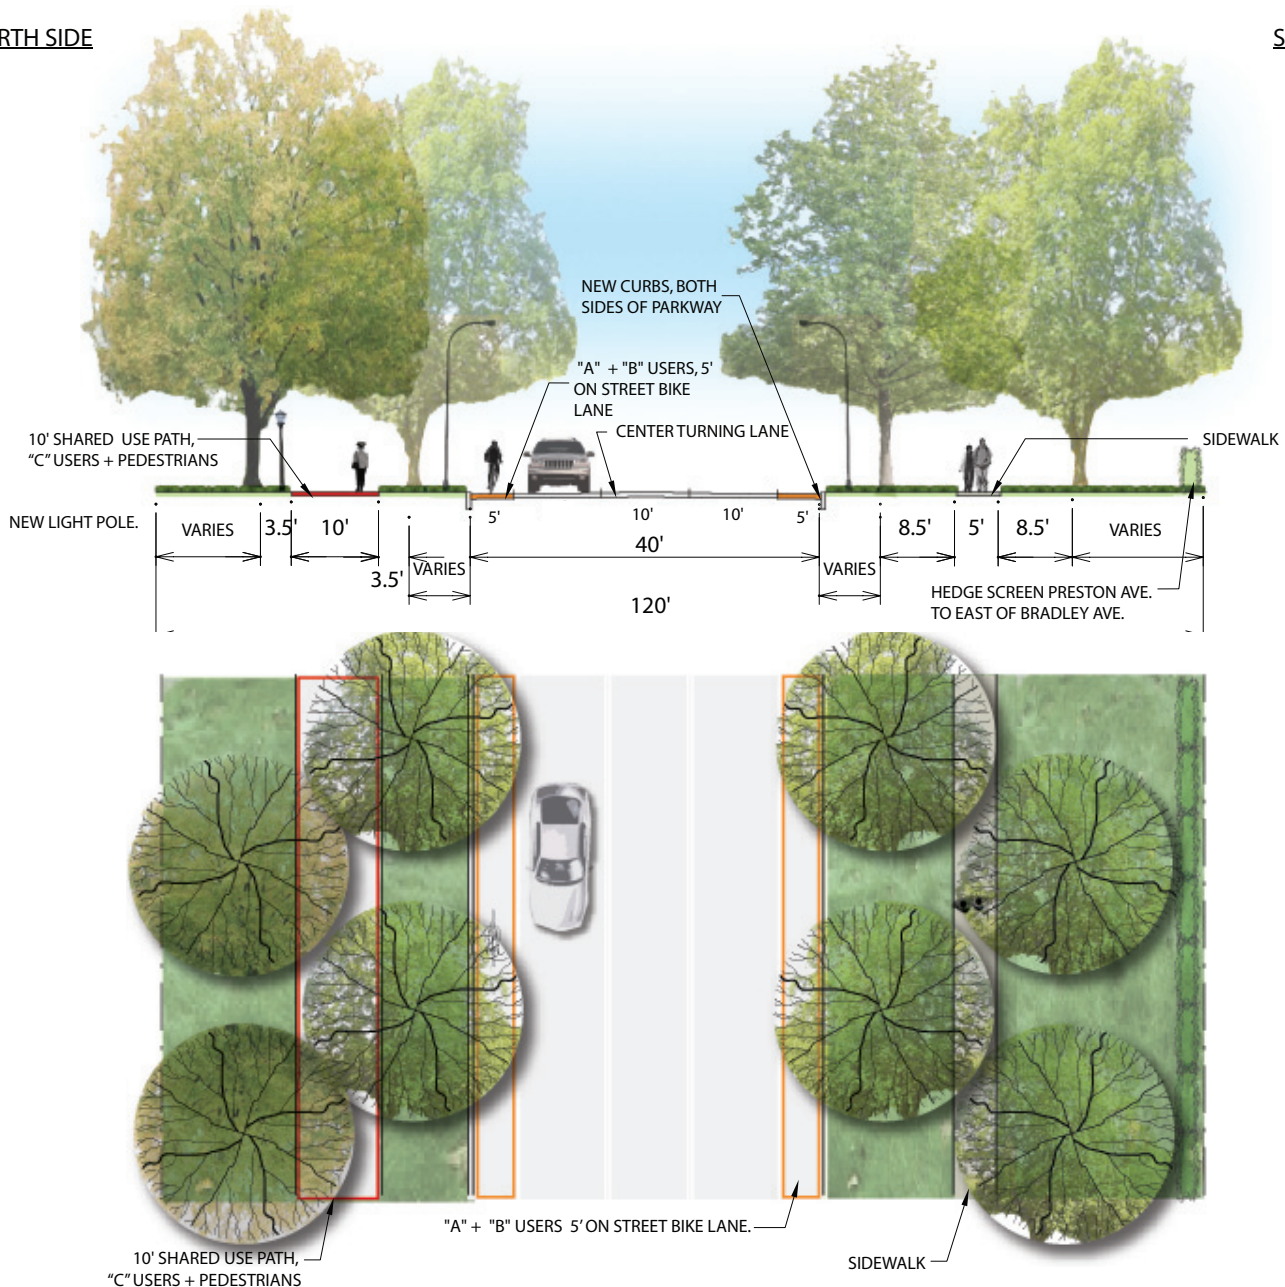 RTH SIDE
S
NEW CURBS, BOTH
SIDES OF PARKWAY
"A" + "B" USERS, 5'
ON STREET BIKE
LANE
CENTER TURNING LANE
10' SHARED USE PATH,
"C" USERS + PEDESTRIANS
SIDEWALK
NEW LIGHT POLE.
VARIES
3.5'
10'
5'
10'
10'
5'
8.5'
5'
8.5'
VARIES
40'
3.5'
VARIES
VARIES
120'
HEDGE SCREEN PRESTON AVE.
TO EAST OF BRADLEY AVE.
"A" + "B" USERS 5' ON STREET BIKE LANE.
10' SHARED USE PATH,
"C" USERS + PEDESTRIANS
SIDEWALK